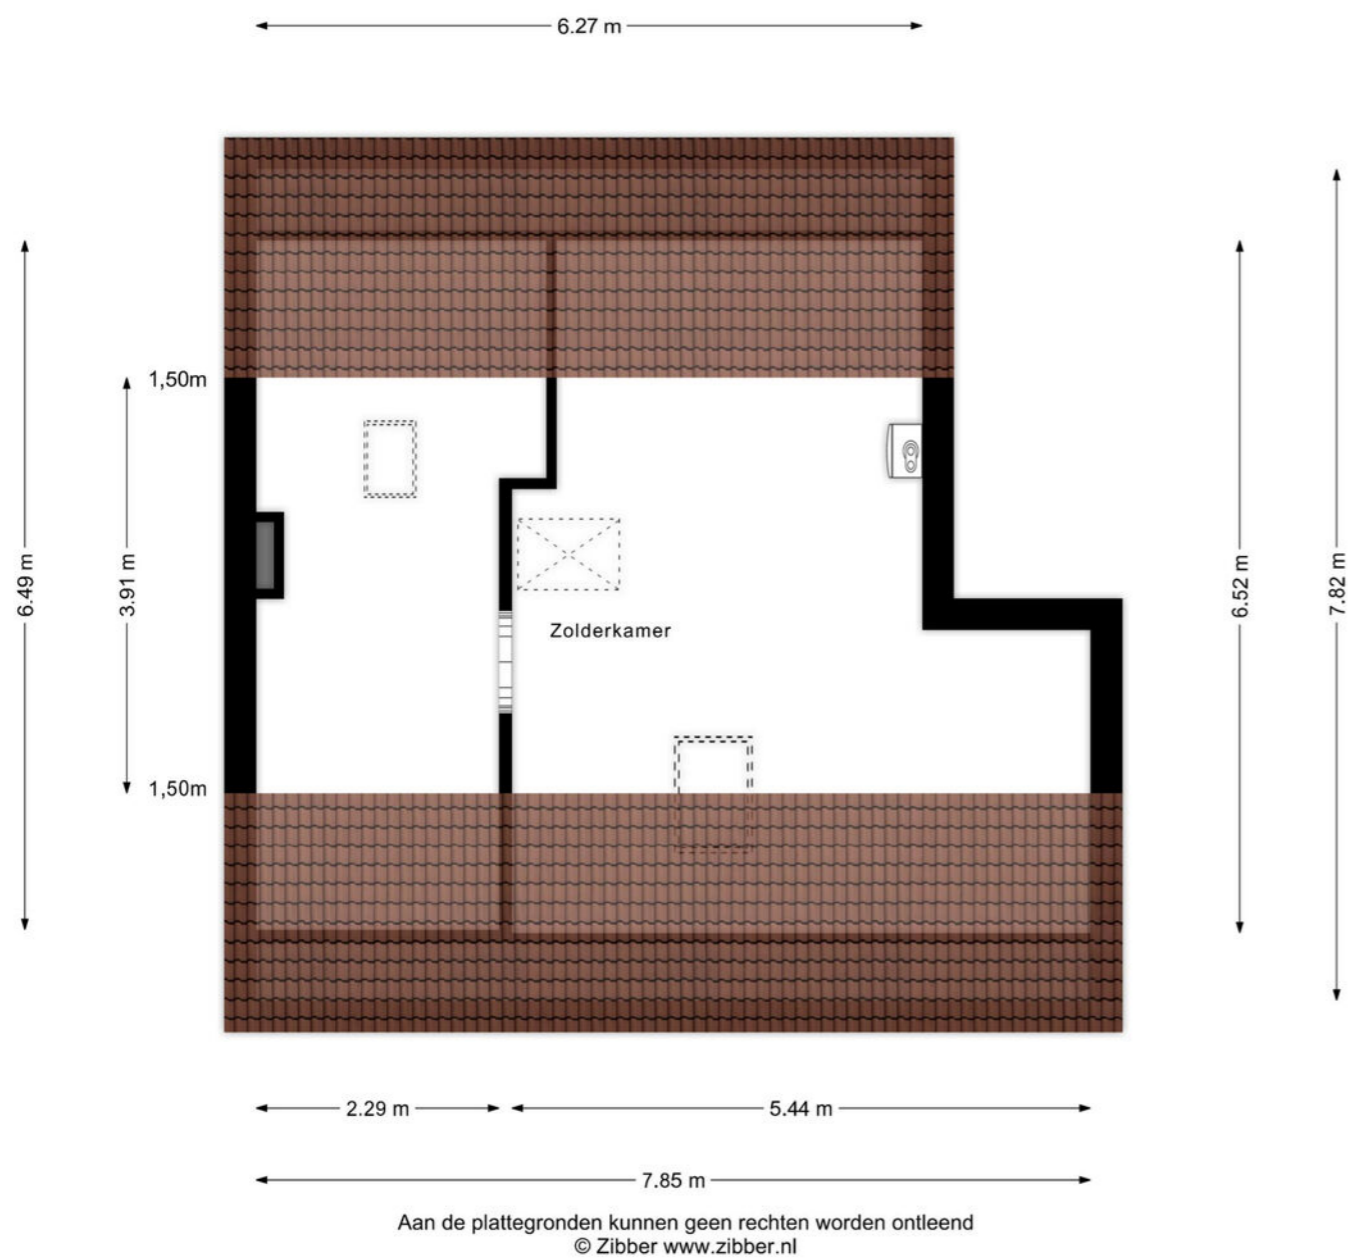 6.27 m
1,50m
6.49 m
3.91 m
6.52 m
7.82 m
Zolderkamer
1,50m
2.29 m
5.44 m
7.85 m
Aan de plattegronden kunnen geen rechten worden ontleend
© Zibber www.zibber.nl